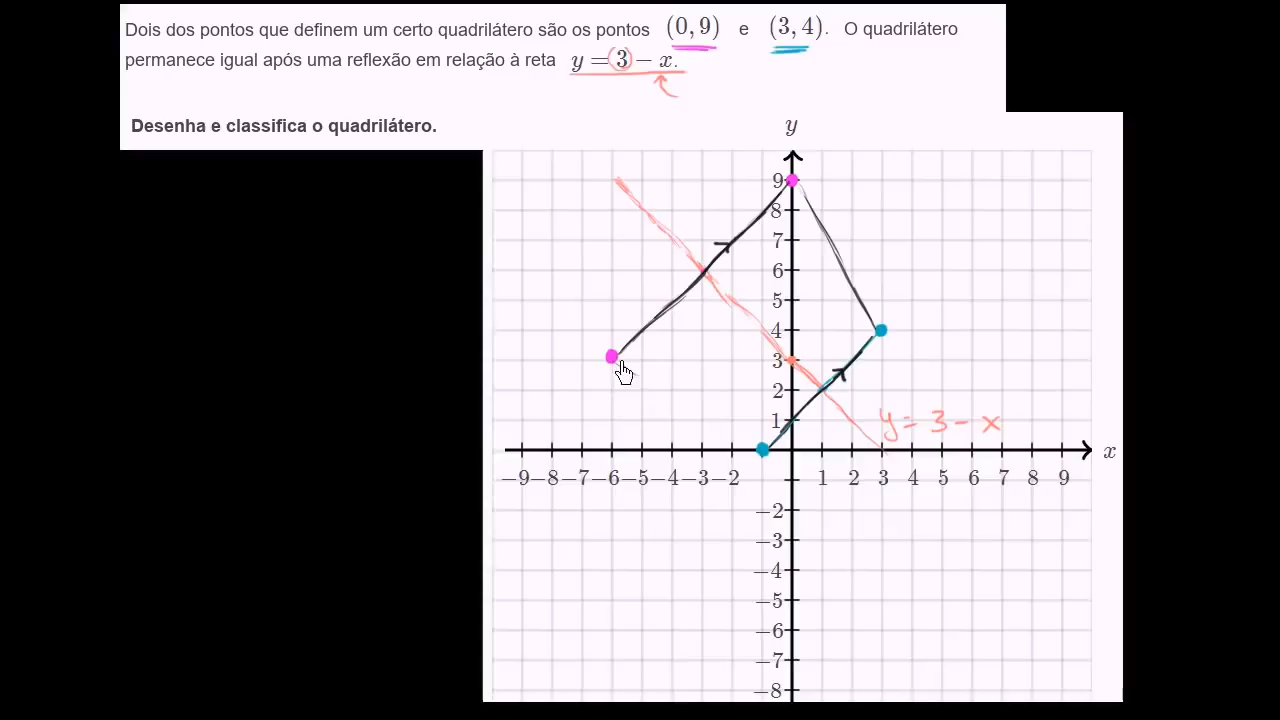 Dois dos pontos que definem um certo quadrilátero são os pontos (0, 9) e (3, 4). O quadrilátero
permanece igual após uma reflexão em relação à reta y = 3 − x.
Desenha e classifica o quadrilátero.
y
9
8
7
6
5
4
3
2
1
y = 3 − x
x
−9 −8 −7 −6 −5 −4 −3 −2 1 2 3 4 5 6 7 8 9
−2
−3
−4
−5
−6
−7
−8